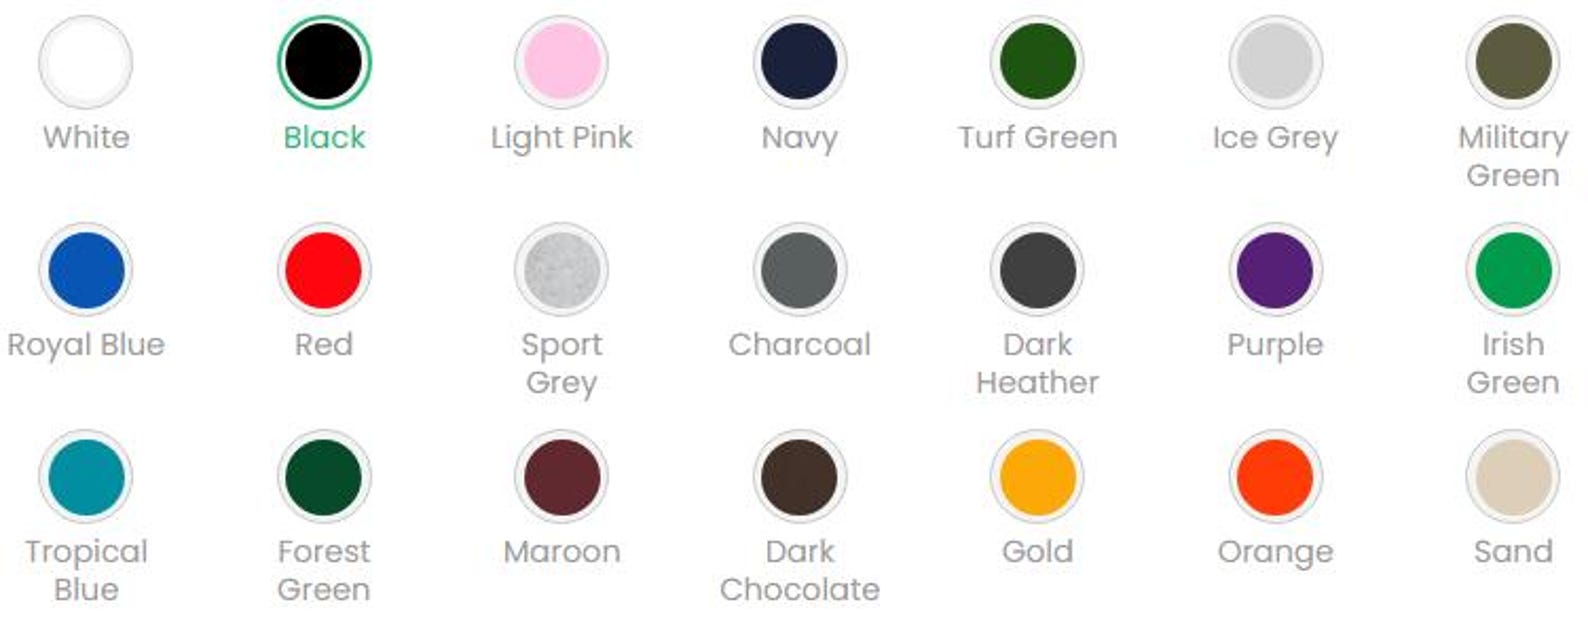 White
Black
Light Pink
Navy
Turf Green
Ice Grey
Military
Green
Royal Blue
Red
Sport
Grey
Charcoal
Dark
Heather
Purple
Irish
Green
Tropical
Blue
Forest
Green
Maroon
Dark
Chocolate
Gold
Orange
Sand